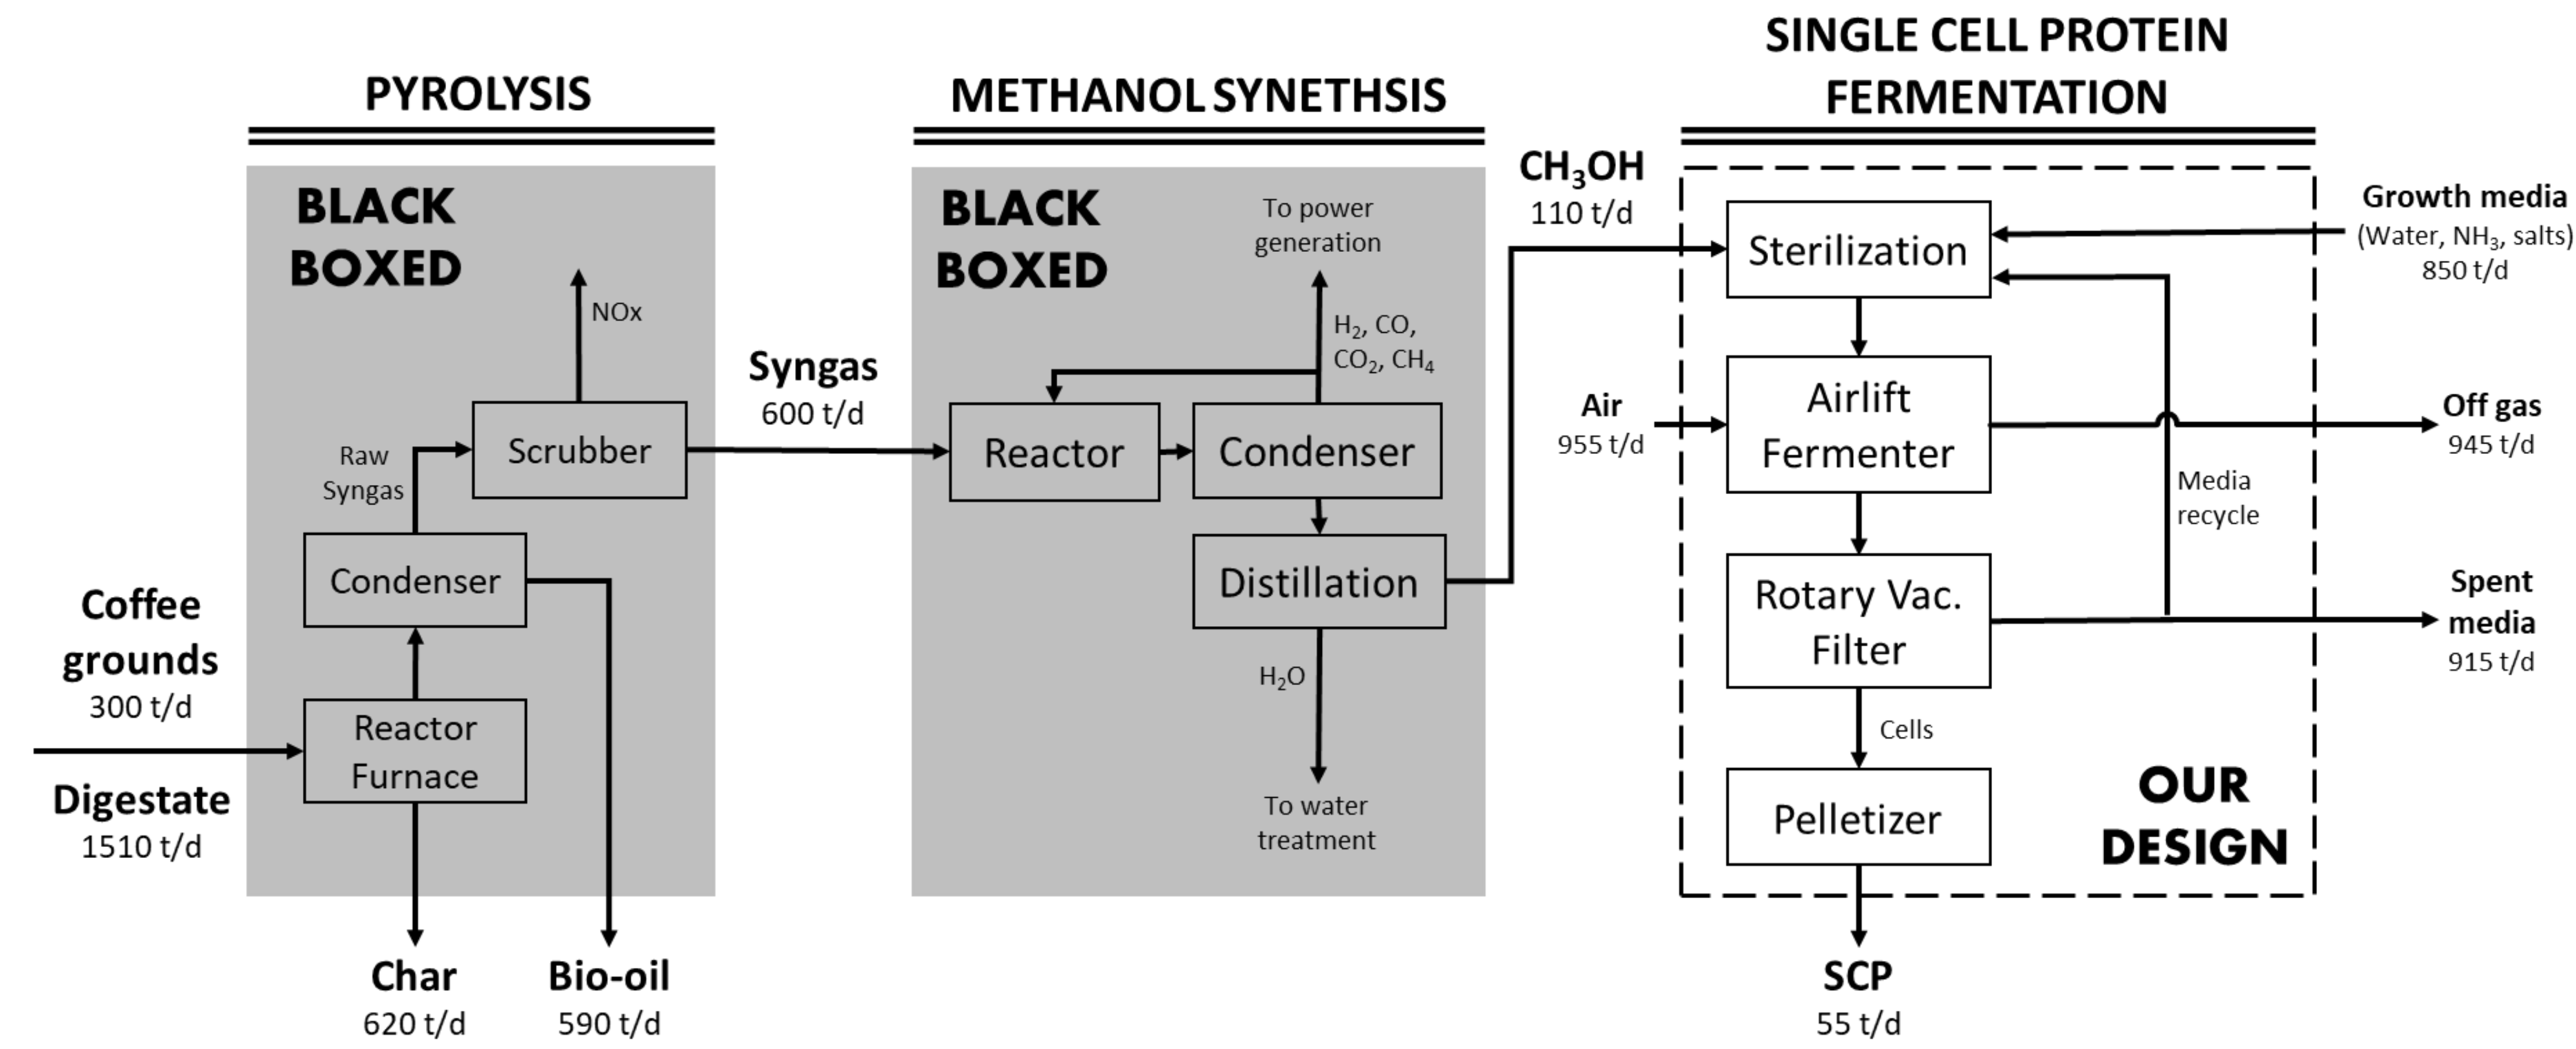 PYROLYSIS
BLACK
BOXED
NOx
Scrubber
Raw
Syngas
Condenser
Reactor
Furnace
Coffee
grounds
300 t/d
Digestate
1510 t/d
Char
620 t/d
Bio-oil
590 t/d
Syngas
600 t/d
METHANOL SYNETHSIS
BLACK
BOXED
To power
generation
H₂, CO,
CO₂, CH₄
Reactor
Condenser
Distillation
H₂O
To water
treatment
CH₃OH
110 t/d
SINGLE CELL PROTEIN
FERMENTATION
Sterilization
Growth media
(Water, NH₃, salts)
850 t/d
Air
955 t/d
Airlift
Fermenter
Off gas
945 t/d
Media
recycle
Rotary Vac.
Filter
Spent
media
915 t/d
Cells
Pelletizer
OUR
DESIGN
SCP
55 t/d